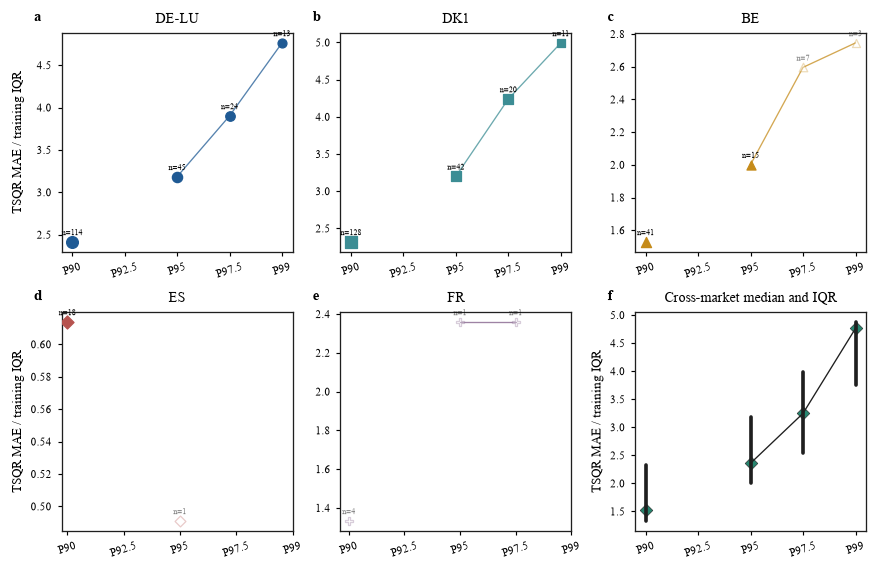 a
DE-LU
TSQR MAE / training IQR
4.5
4.0
3.5
3.0
2.5
n=114
n=45
n=24
n=13
P90
P92.5
P95
P97.5
P99
b
DK1
5.0
4.5
4.0
3.5
3.0
2.5
n=128
n=42
n=20
n=11
P90
P92.5
P95
P97.5
P99
c
BE
2.8
2.6
2.4
2.2
2.0
1.8
1.6
n=41
n=15
n=7
n=3
P90
P92.5
P95
P97.5
P99
d
ES
TSQR MAE / training IQR
0.60
0.58
0.56
0.54
0.52
0.50
n=18
n=1
P90
P92.5
P95
P97.5
P99
e
FR
2.4
2.2
2.0
1.8
1.6
1.4
n=4
n=1
n=1
P90
P92.5
P95
P97.5
P99
f
Cross-market median and IQR
TSQR MAE / training IQR
5.0
4.5
4.0
3.5
3.0
2.5
2.0
1.5
P90
P92.5
P95
P97.5
P99